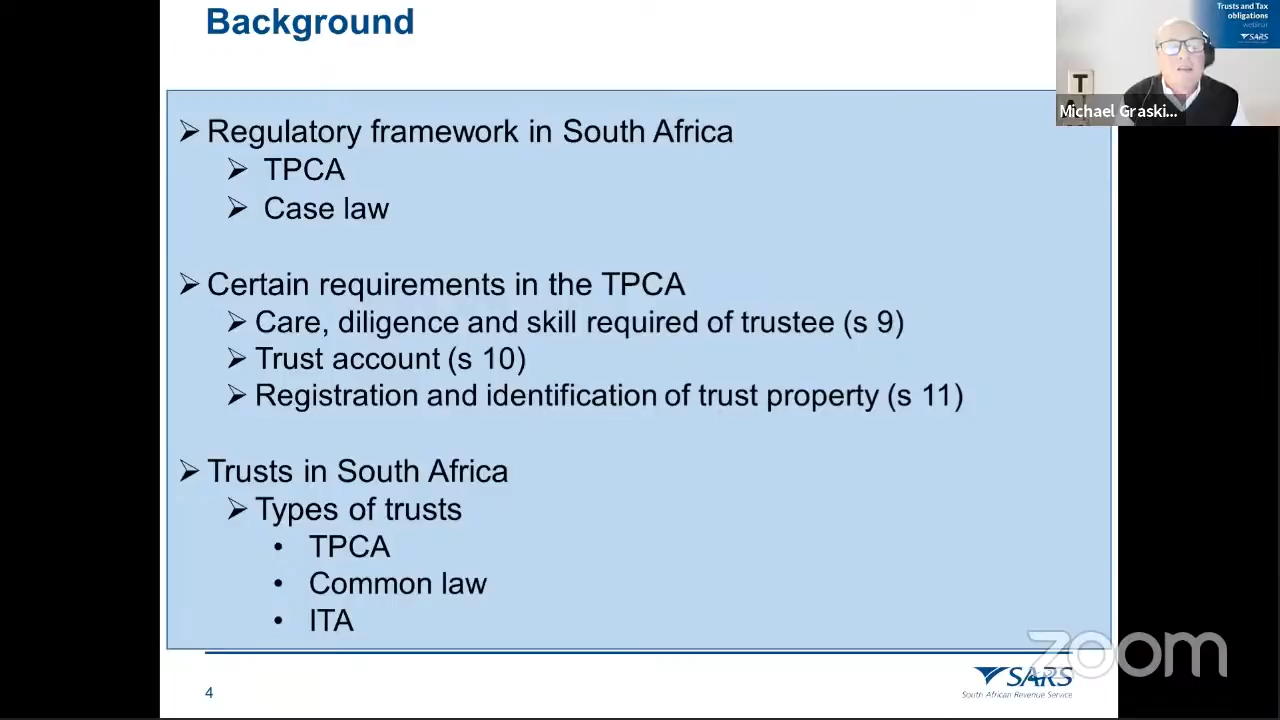 Background
Trusts and Tax
obligations
webinar
SARS
T
Michael Graski...
➢ Regulatory framework in South Africa
➢ TPCA
➢ Case law
➢ Certain requirements in the TPCA
➢ Care, diligence and skill required of trustee (s 9)
➢ Trust account (s 10)
➢ Registration and identification of trust property (s 11)
➢ Trusts in South Africa
➢ Types of trusts
• TPCA
• Common law
• ITA
zoom
4
SARS
South African Revenue Service